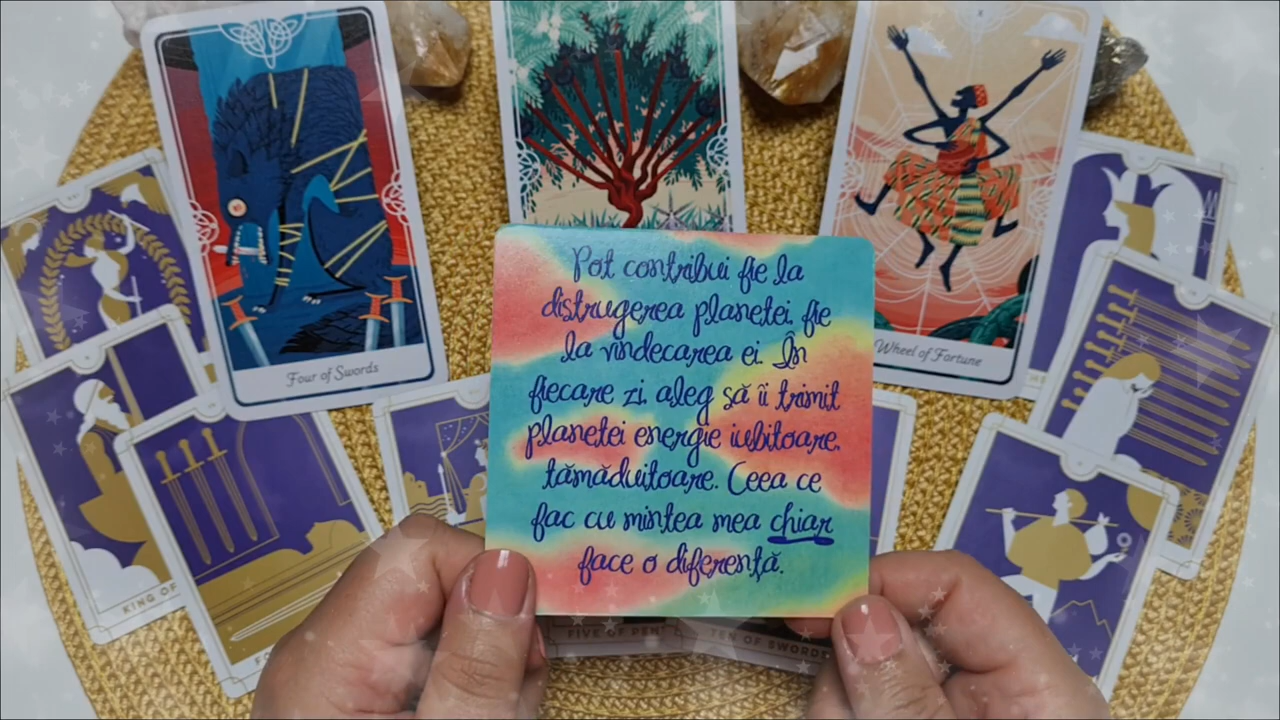 Four of Swords
X
Wheel of Fortune
Pot contribui fie la
distrugerea planetei, fie
la vindecarea ei. În
fiecare zi, aleg să îi trimit
planetei energie iubitoare,
tămăduitoare. Ceea ce
fac cu mintea mea chiar
face o diferență.
KING OF
FIVE OF PENT
TEN OF SWORDS